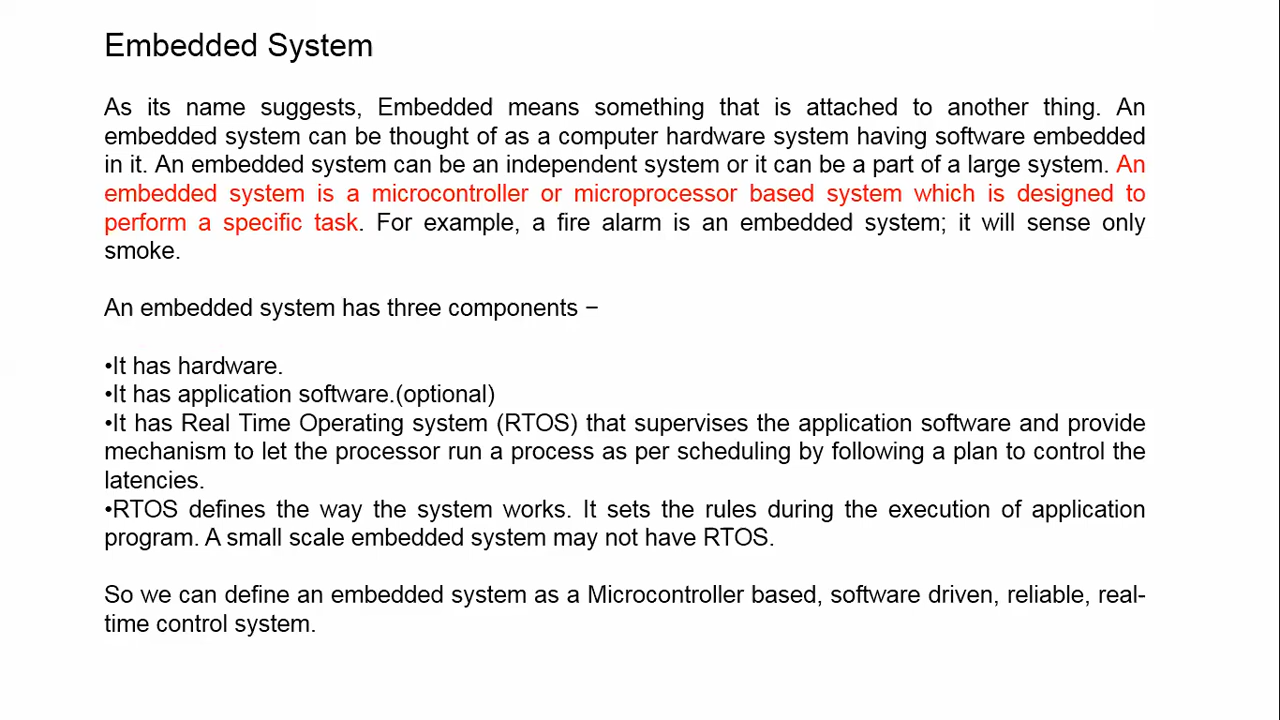 Embedded System
As its name suggests, Embedded means something that is attached to another thing. An
embedded system can be thought of as a computer hardware system having software embedded
in it. An embedded system can be an independent system or it can be a part of a large system. An
embedded system is a microcontroller or microprocessor based system which is designed to
perform a specific task. For example, a fire alarm is an embedded system; it will sense only
smoke.
An embedded system has three components −
•It has hardware.
•It has application software.(optional)
•It has Real Time Operating system (RTOS) that supervises the application software and provide
mechanism to let the processor run a process as per scheduling by following a plan to control the
latencies.
•RTOS defines the way the system works. It sets the rules during the execution of application
program. A small scale embedded system may not have RTOS.
So we can define an embedded system as a Microcontroller based, software driven, reliable, real-
time control system.